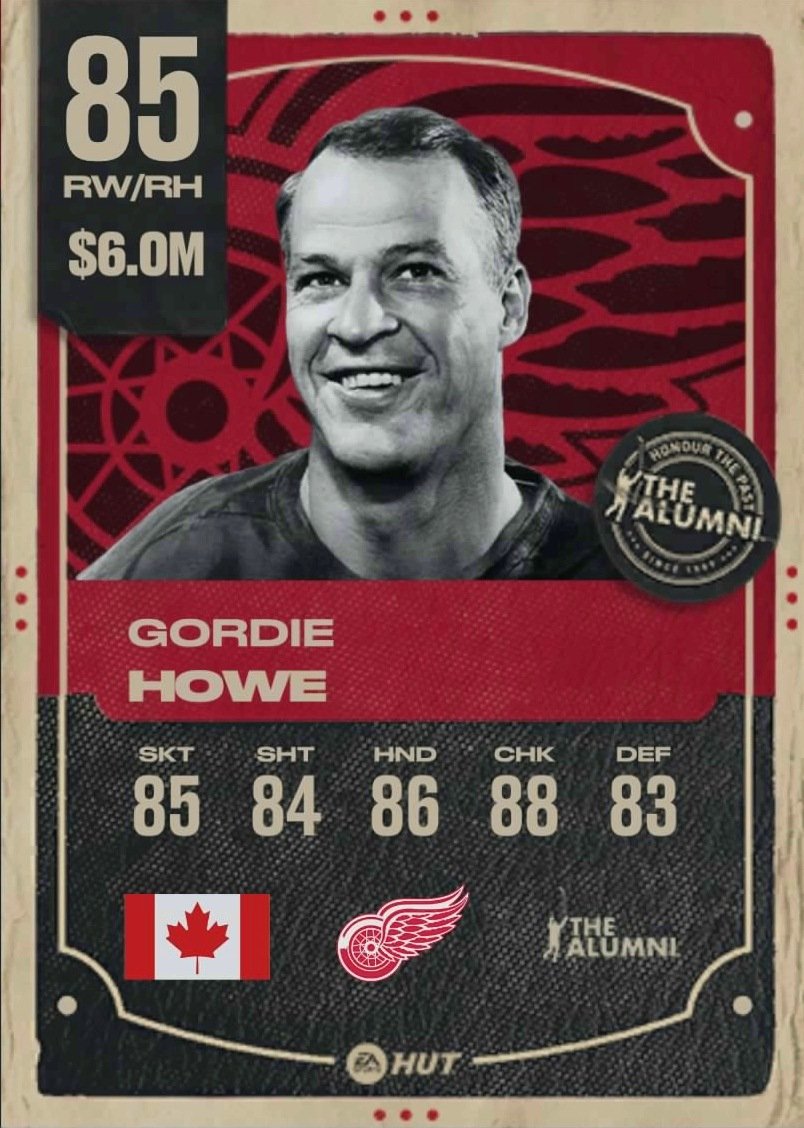 85
RW/RH
$6.0M
HONOUR THE PAST
THE
ALUMNI
GORDIE
HOWE
SKT SHT HND CHK DEF
85 84 86 88 83
THE
ALUMNI
EA
HUT